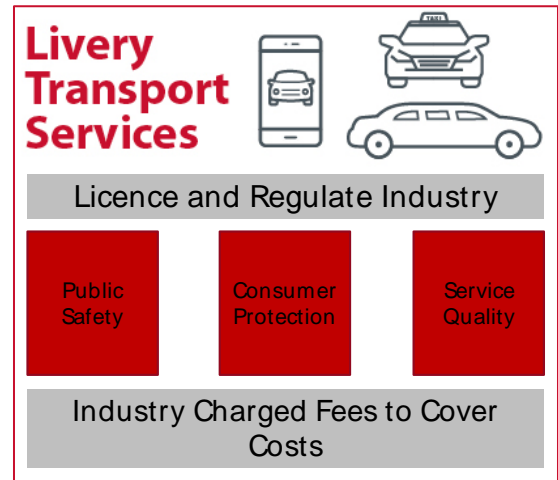 Livery
Transport
Services
TAXI
Licence and Regulate Industry
Public
Safety
Consumer
Protection
Service
Quality
Industry Charged Fees to Cover
Costs